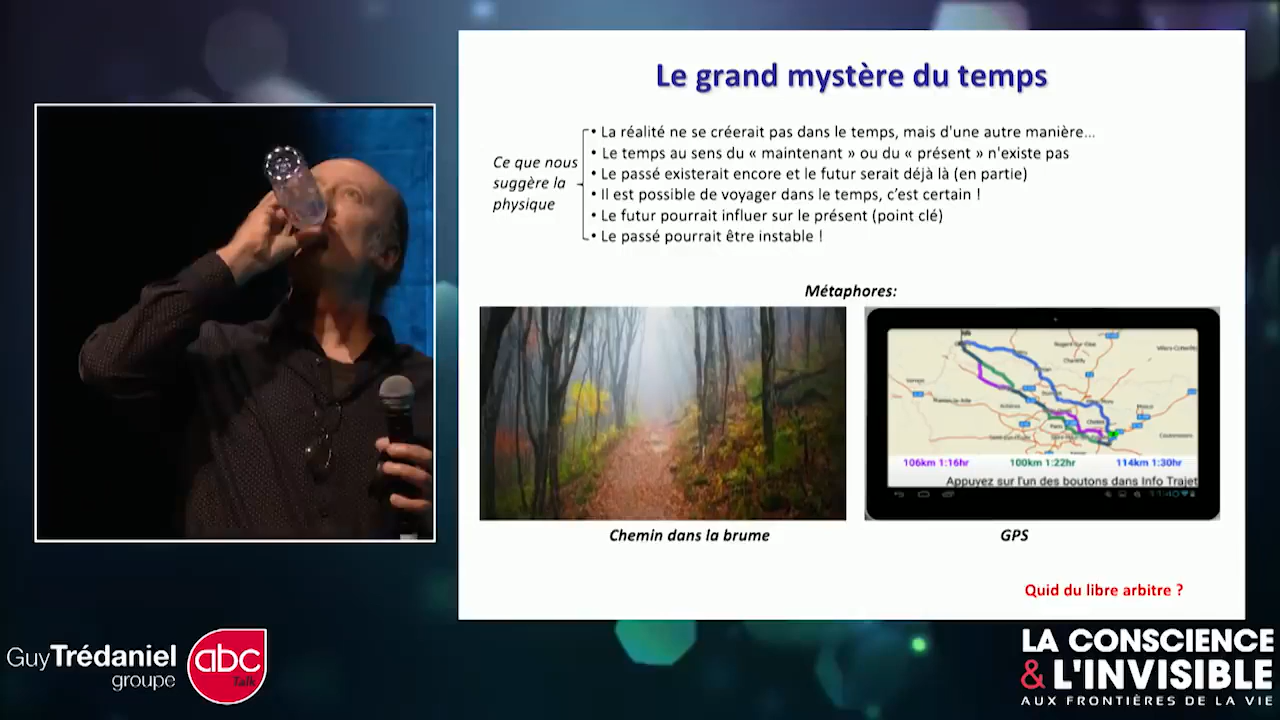 Le grand mystère du temps
Ce que nous
suggère la
physique
• La réalité ne se créerait pas dans le temps, mais d'une autre manière...
• Le temps au sens du « maintenant » ou du « présent » n'existe pas
• Le passé existerait encore et le futur serait déjà là (en partie)
• Il est possible de voyager dans le temps, c'est certain !
• Le futur pourrait influer sur le présent (point clé)
• Le passé pourrait être instable !
Métaphores:
106km 1:16hr
100km 1:22hr
114km 1:30hr
Appuyez sur l'un des boutons dans Info Trajet
11:40
Chemin dans la brume
GPS
Quid du libre arbitre ?
Guy Trédaniel
groupe
abc
Talk
LA CONSCIENCE
& L'INVISIBLE
AUX FRONTIÈRES DE LA VIE